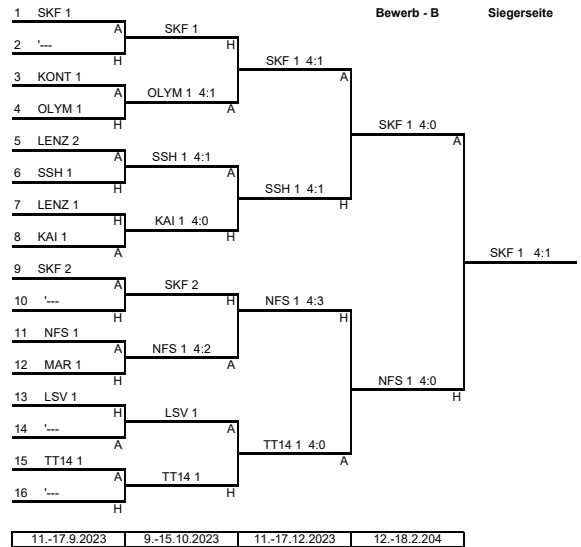 Bewerb - B Siegerseite
1 SKF 1
A SKF 1
2 '--- H
H SKF 1 4:1
3 KONT 1 A
A OLYM 1 4:1
4 OLYM 1 A
H SKF 1 4:0
5 LENZ 2 A
A SSH 1 4:1
6 SSH 1 A
H SSH 1 4:1
7 LENZ 1 H
H KAI 1 4:0
8 KAI 1 H
A SKF 1 4:1
9 SKF 2
A SKF 2
10 '--- H
H NFS 1 4:3
11 NFS 1 H
A NFS 1 4:2
12 MAR 1 A
H NFS 1 4:0
13 LSV 1 H
H LSV 1
14 '--- A
A TT14 1 4:0
15 TT14 1 A
A TT14 1
16 '--- H
H
11.-17.9.2023 9.-15.10.2023 11.-17.12.2023 12.-18.2.204